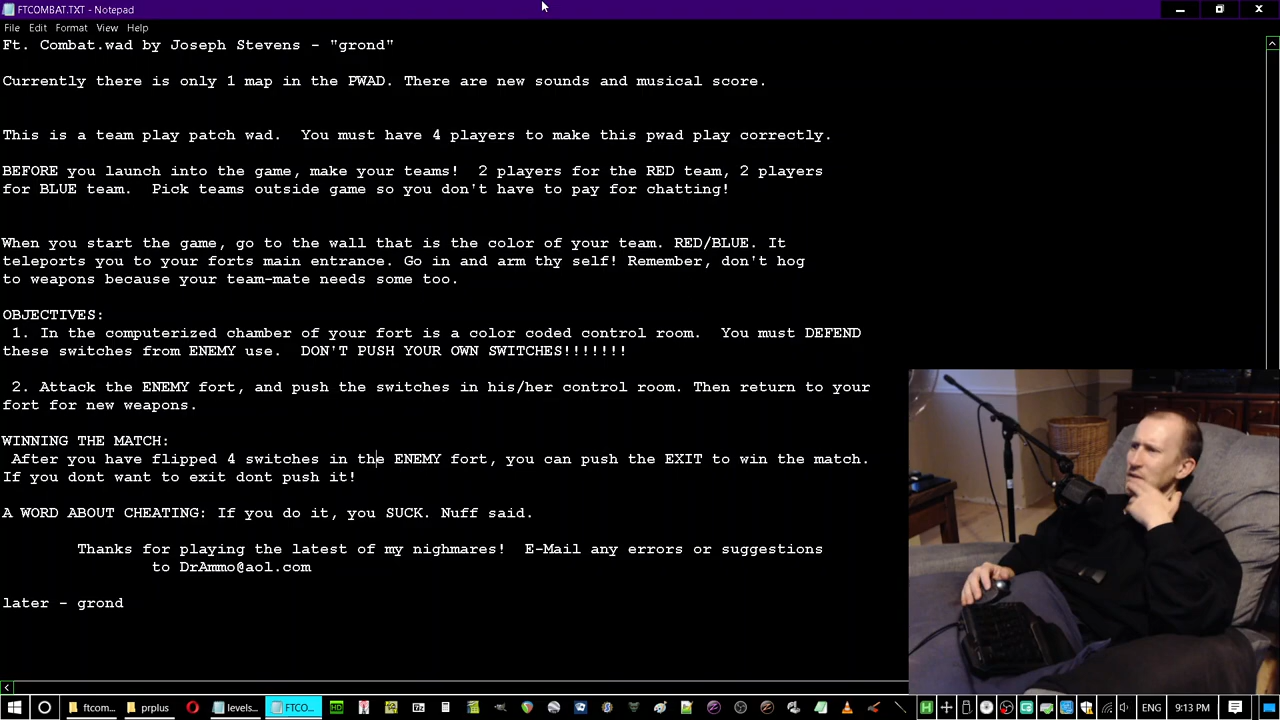 FTCOMBAT.TXT - Notepad
File Edit Format View Help
Ft. Combat.wad by Joseph Stevens - "grond"
Currently there is only 1 map in the PWAD. There are new sounds and musical score.
This is a team play patch wad. You must have 4 players to make this pwad play correctly.
BEFORE you launch into the game, make your teams! 2 players for the RED team, 2 players
for BLUE team. Pick teams outside game so you don't have to pay for chatting!
When you start the game, go to the wall that is the color of your team. RED/BLUE. It
teleports you to your forts main entrance. Go in and arm thy self! Remember, don't hog
to weapons because your team-mate needs some too.
OBJECTIVES:
1. In the computerized chamber of your fort is a color coded control room. You must DEFEND
these switches from ENEMY use. DON'T PUSH YOUR OWN SWITCHES!!!!!!!
2. Attack the ENEMY fort, and push the switches in his/her control room. Then return to your
fort for new weapons.
WINNING THE MATCH:
After you have flipped 4 switches in the ENEMY fort, you can push the EXIT to win the match.
If you dont want to exit dont push it!
A WORD ABOUT CHEATING: If you do it, you SUCK. Nuff said.
Thanks for playing the latest of my nighmares! E-Mail any errors or suggestions
to DrAmmo@aol.com
later - grond
ftcom... prplus levels... FTCO... ENG 9:13 PM